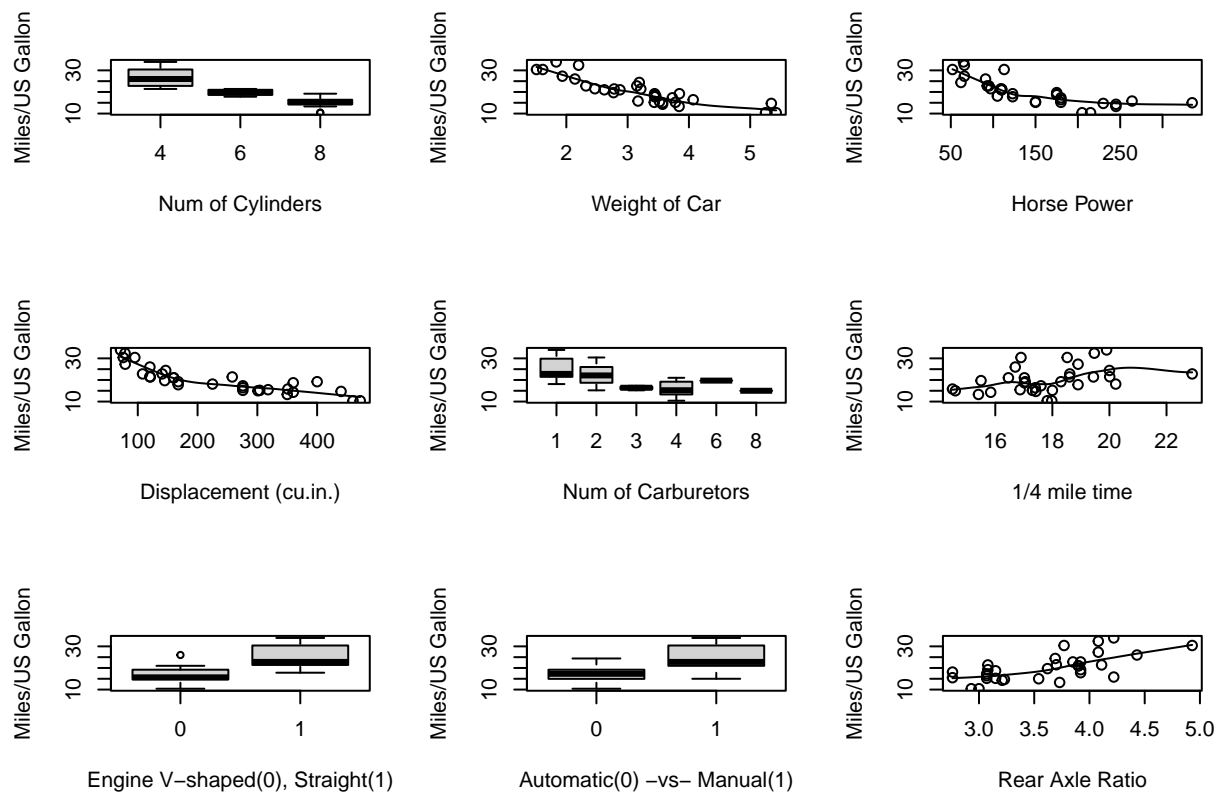 Miles/US Gallon
10 30
4 6 8
Num of Cylinders
Miles/US Gallon
10 30
2 3 4 5
Weight of Car
Miles/US Gallon
10 30
50 150 250
Horse Power
Miles/US Gallon
10 30
100 200 300 400
Displacement (cu.in.)
Miles/US Gallon
10 30
1 2 3 4 6 8
Num of Carburetors
Miles/US Gallon
10 30
16 18 20 22
1/4 mile time
Miles/US Gallon
10 30
0 1
Engine V−shaped(0), Straight(1)
Miles/US Gallon
10 30
0 1
Automatic(0) −vs− Manual(1)
Miles/US Gallon
10 30
3.0 3.5 4.0 4.5 5.0
Rear Axle Ratio